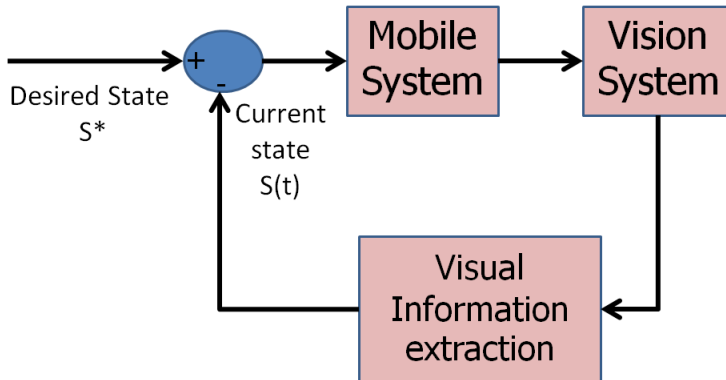 +
-
Desired State
S*
Current
state
S(t)
Mobile
System
Vision
System
Visual
Information
extraction